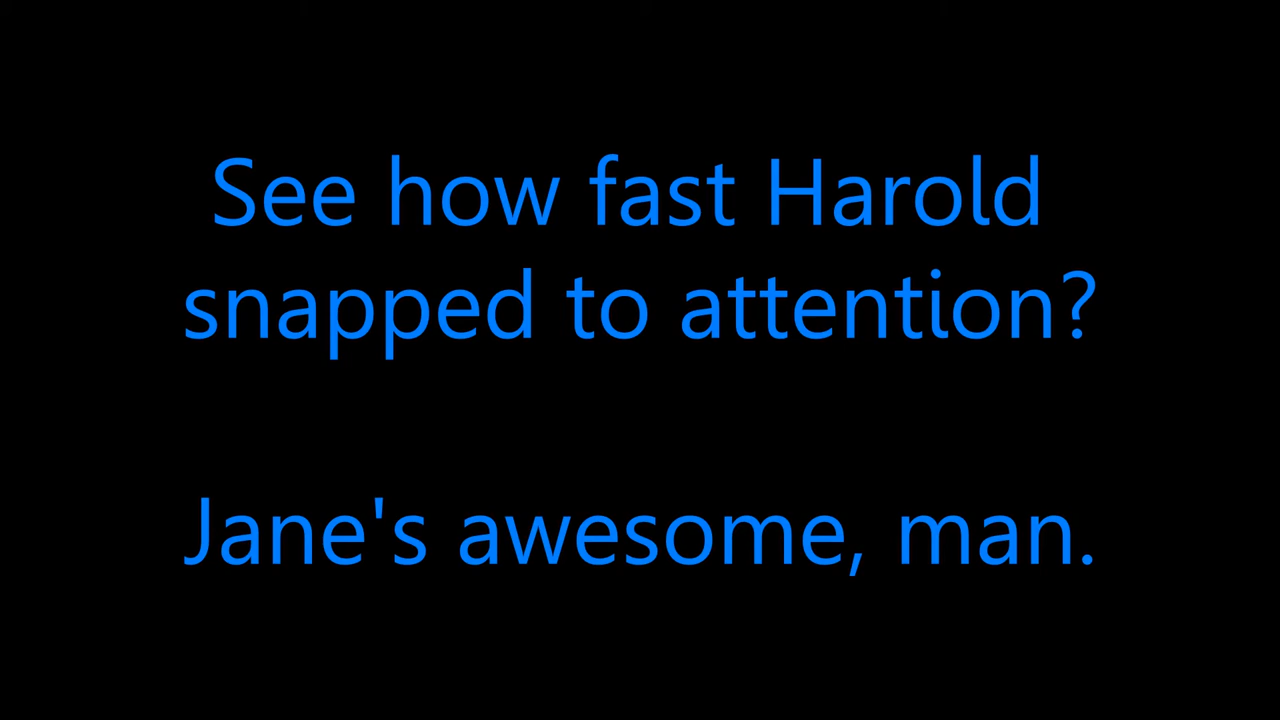 See how fast Harold
snapped to attention?
Jane's awesome, man.